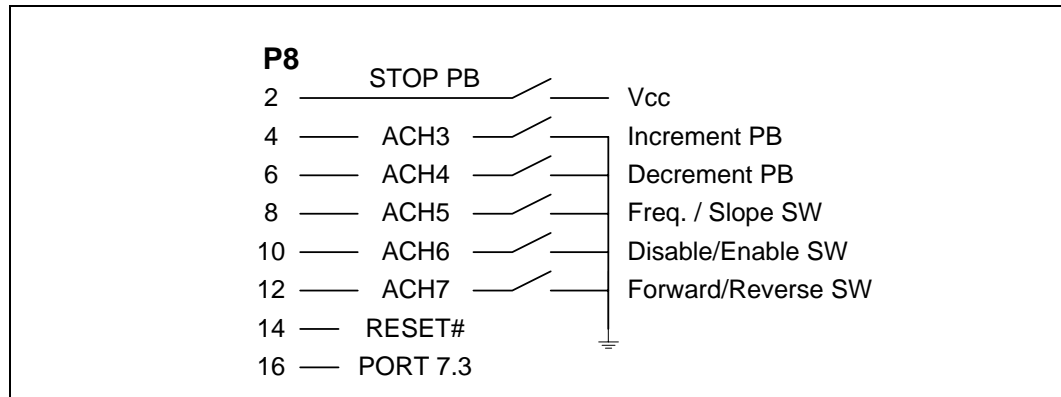 P8
STOP PB
2 Vcc
4 ACH3 Increment PB
6 ACH4 Decrement PB
8 ACH5 Freq. / Slope SW
10 ACH6 Disable/Enable SW
12 ACH7 Forward/Reverse SW
14 RESET#
16 PORT 7.3